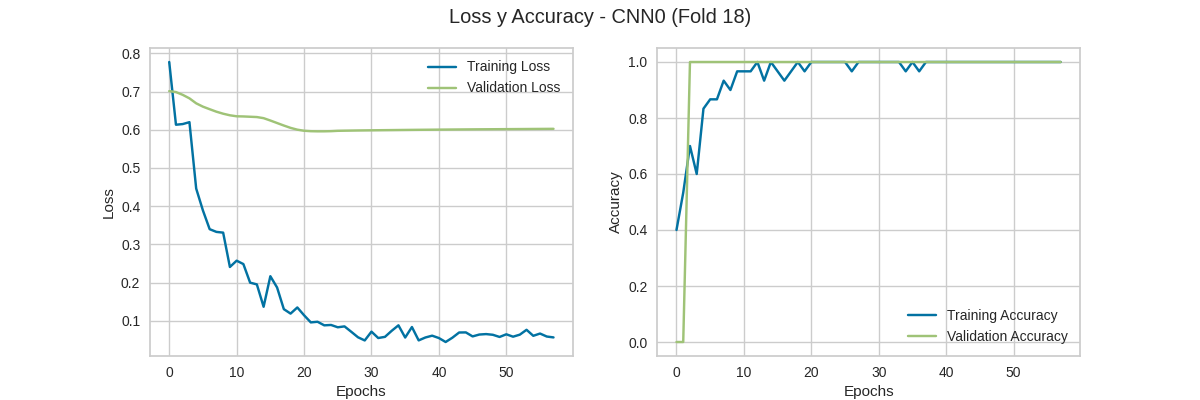 Loss y Accuracy - CNN0 (Fold 18)
0.8
0.7
0.6
0.5
0.4
0.3
0.2
0.1
Loss
Training Loss
Validation Loss
0 10 20 30 40 50
Epochs
1.0
0.8
0.6
0.4
0.2
0.0
Accuracy
Training Accuracy
Validation Accuracy
0 10 20 30 40 50
Epochs